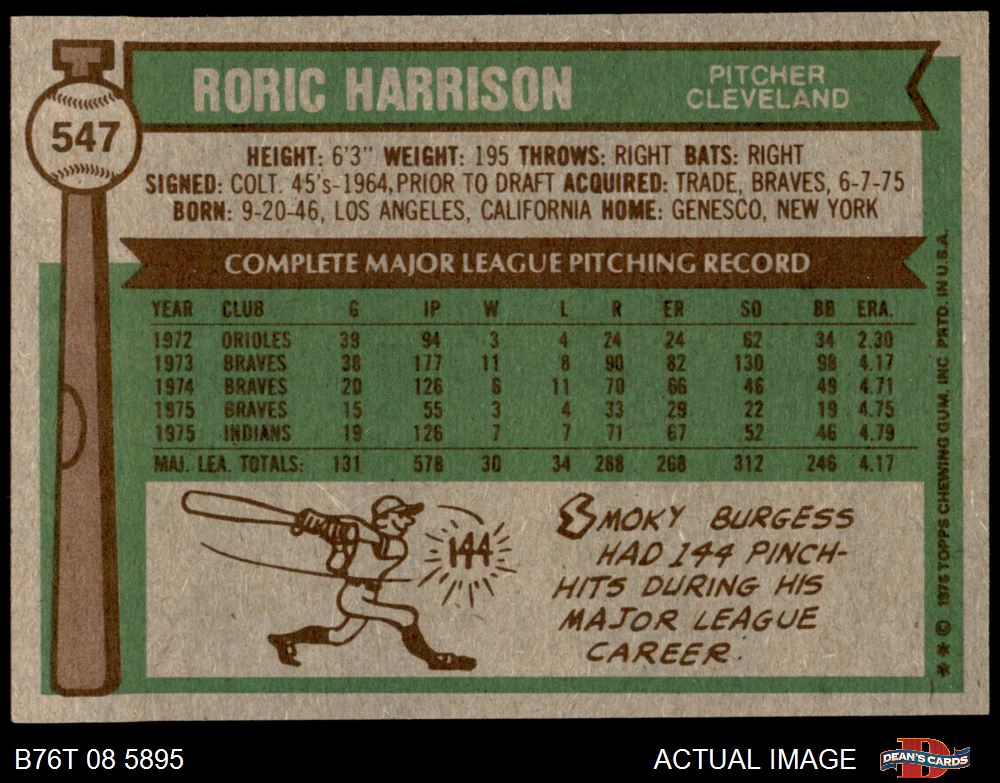 547
RORIC HARRISON
PITCHER
CLEVELAND
HEIGHT: 6'3" WEIGHT: 195 THROWS: RIGHT BATS: RIGHT
SIGNED: COLT. 45's-1964, PRIOR TO DRAFT ACQUIRED: TRADE, BRAVES, 6-7-75
BORN: 9-20-46, LOS ANGELES, CALIFORNIA HOME: GENESCO, NEW YORK
COMPLETE MAJOR LEAGUE PITCHING RECORD
YEAR CLUB G IP W L R ER SO BB ERA.
1972 ORIOLES 39 94 3 4 24 24 62 34 2.30
1973 BRAVES 38 177 11 8 90 82 130 98 4.17
1974 BRAVES 20 126 6 11 70 66 46 49 4.71
1975 BRAVES 15 55 3 4 33 29 22 19 4.75
1975 INDIANS 19 126 7 7 71 67 52 46 4.79
MAJ. LEA. TOTALS: 131 578 30 34 288 268 312 246 4.17
144
SMOKY BURGESS
HAD 144 PINCH-
HITS DURING HIS
MAJOR LEAGUE
CAREER.
** © 1976 TOPPS CHEWING GUM, INC. PRTD. IN U.S.A.
B76T 08 5895
ACTUAL IMAGE
D
DEAN'S CARDS